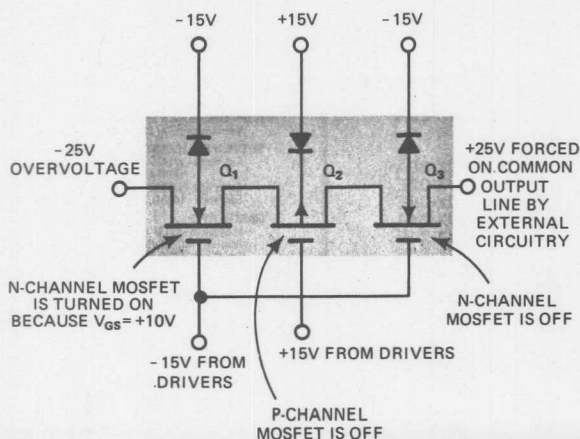 -15V
+15V
-15V
-25V
OVERVOLTAGE
Q1
Q2
Q3
+25V FORCED
ON COMMON
OUTPUT
LINE BY
EXTERNAL
CIRCUITRY
N-CHANNEL MOSFET
IS TURNED ON
BECAUSE VGS= +10V
N-CHANNEL
MOSFET IS OFF
-15V FROM
DRIVERS
+15V FROM DRIVERS
P-CHANNEL
MOSFET IS OFF